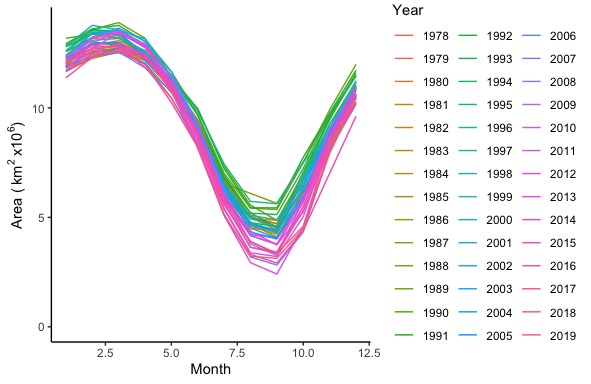 Year
1978 1992 2006
1979 1993 2007
1980 1994 2008
1981 1995 2009
1982 1996 2010
1983 1997 2011
1984 1998 2012
1985 1999 2013
1986 2000 2014
1987 2001 2015
1988 2002 2016
1989 2003 2017
1990 2004 2018
1991 2005 2019
Area ( km² x10⁶)
10
5
0
2.5 5.0 7.5 10.0 12.5
Month